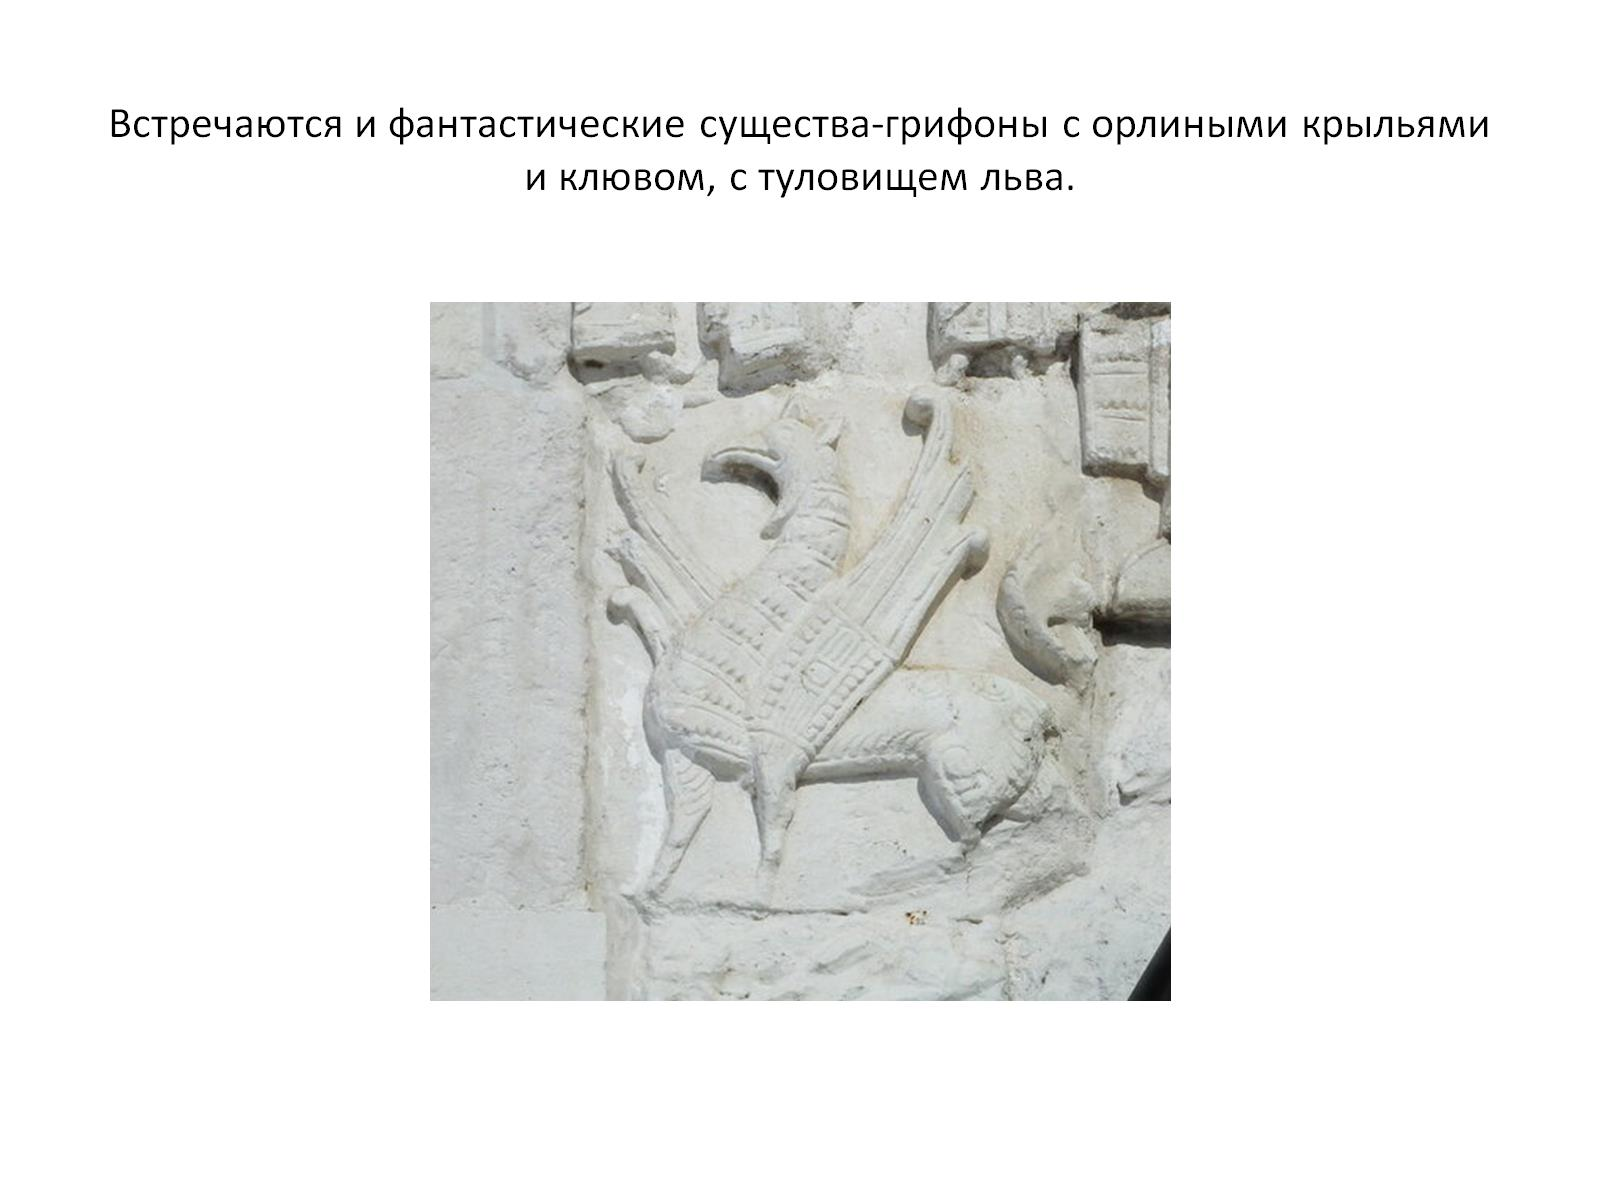 Встречаются и фантастические существа-грифоны с орлиными крыльями
и клювом, с туловищем льва.